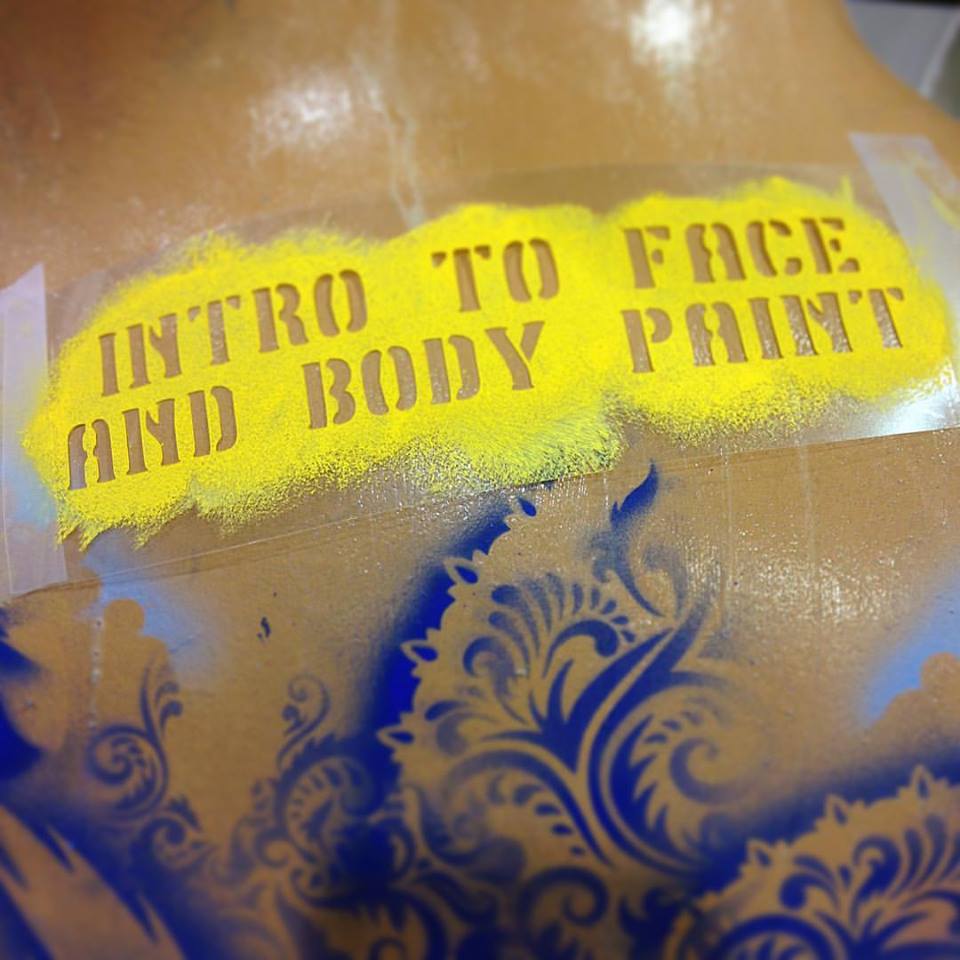 INTRO TO FACE
AND BODY PAINT